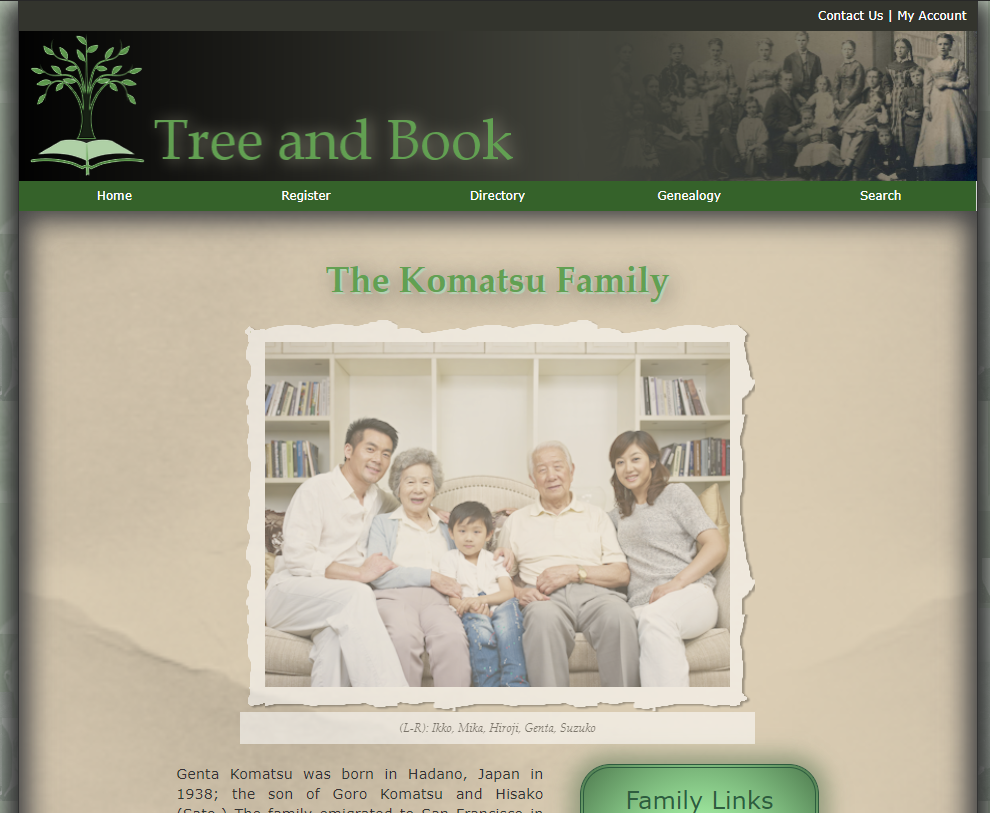 Contact Us | My Account
Tree and Book
Home Register Directory Genealogy Search
The Komatsu Family
(L-R): Ikko, Mika, Hiroji, Genta, Suzuko
Genta Komatsu was born in Hadano, Japan in
1938; the son of Goro Komatsu and Hisako
(Sato.) The family emigrated to San Francisco in
Family Links